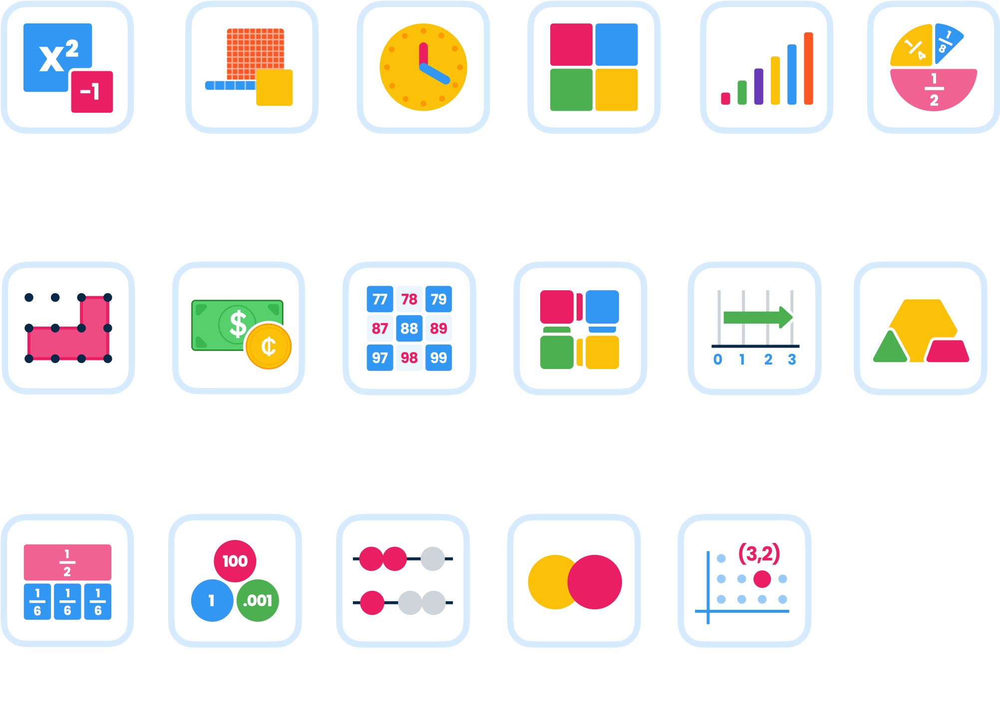 x²
-1
1/4
1/8
1/2
$
¢
77 78 79
87 88 89
97 98 99
0 1 2 3
1/2
1/6 1/6 1/6
100
1
.001
(3,2)